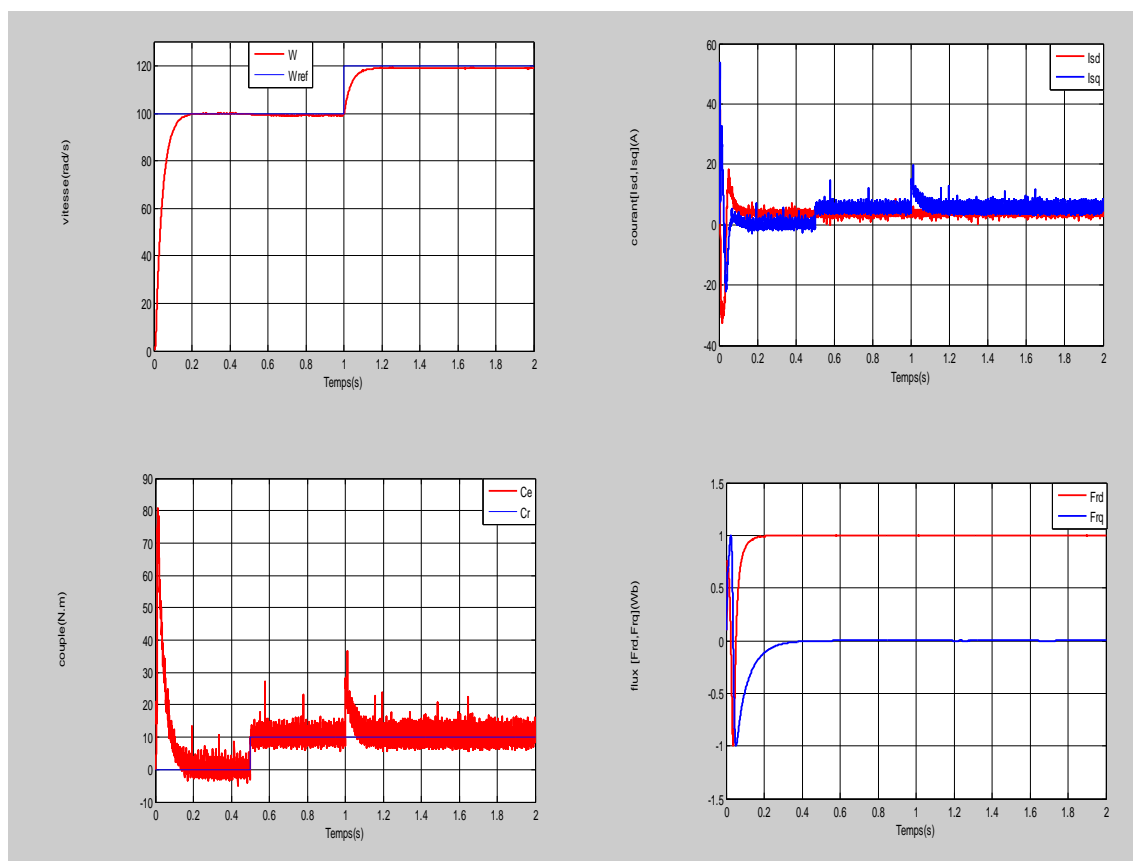 W
Wref
vitesse(rad/s)
120
100
80
60
40
20
0
0 0.2 0.4 0.6 0.8 1 1.2 1.4 1.6 1.8 2
Temps(s)
Isd
Isq
courant[Isd,Isq](A)
60
40
20
0
-20
-40
0 0.2 0.4 0.6 0.8 1 1.2 1.4 1.6 1.8 2
Temps(s)
Ce
Cr
couple(N.m)
90
80
70
60
50
40
30
20
10
0
-10
0 0.2 0.4 0.6 0.8 1 1.2 1.4 1.6 1.8 2
Temps(s)
Frd
Frq
flux [Frd,Frq](Wb)
1.5
1
0.5
0
-0.5
-1
-1.5
0 0.2 0.4 0.6 0.8 1 1.2 1.4 1.6 1.8 2
Temps(s)